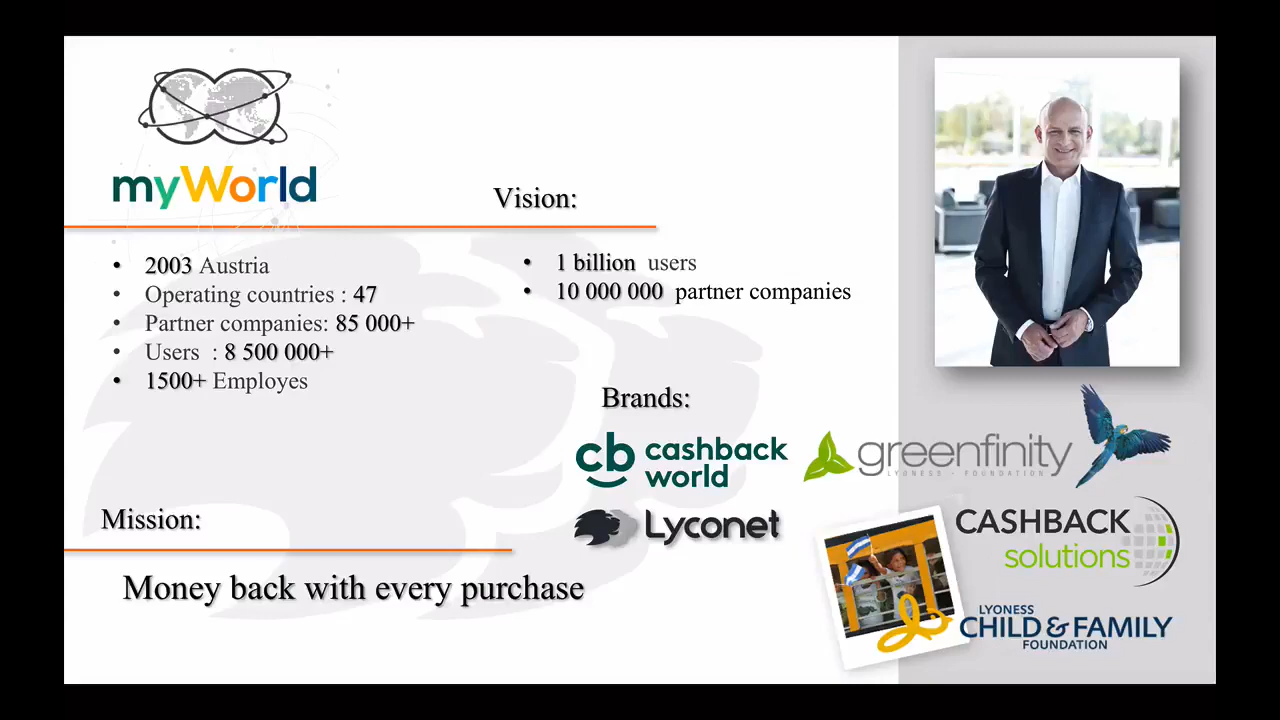 myWorld
Vision:
• 2003 Austria
• Operating countries : 47
• Partner companies: 85 000+
• Users : 8 500 000+
• 1500+ Employes
• 1 billion users
• 10 000 000 partner companies
Brands:
cb cashback world
greenfinity
LYONESS - FOUNDATION
Lyconet
CASHBACK
solutions
LYONESS
CHILD & FAMILY
FOUNDATION
Mission:
Money back with every purchase